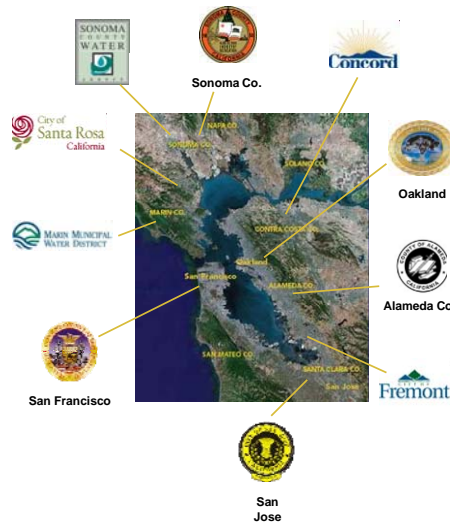 SONOMA
COUNTY
WATER
AGENCY
Sonoma Co.
Concord
City of
Santa Rosa
California
NAPA CO.
SONOMA CO.
SOLANO CO.
Oakland
MARIN CO.
MARIN MUNICIPAL
WATER DISTRICT
CONTRA COSTA CO.
Oakland
San Francisco
ALAMEDA CO.
COUNTY OF ALAMEDA
CALIFORNIA
Alameda Co
SAN MATEO CO.
SANTA CLARA CO.
San Jose
Fremont
San Francisco
San
Jose